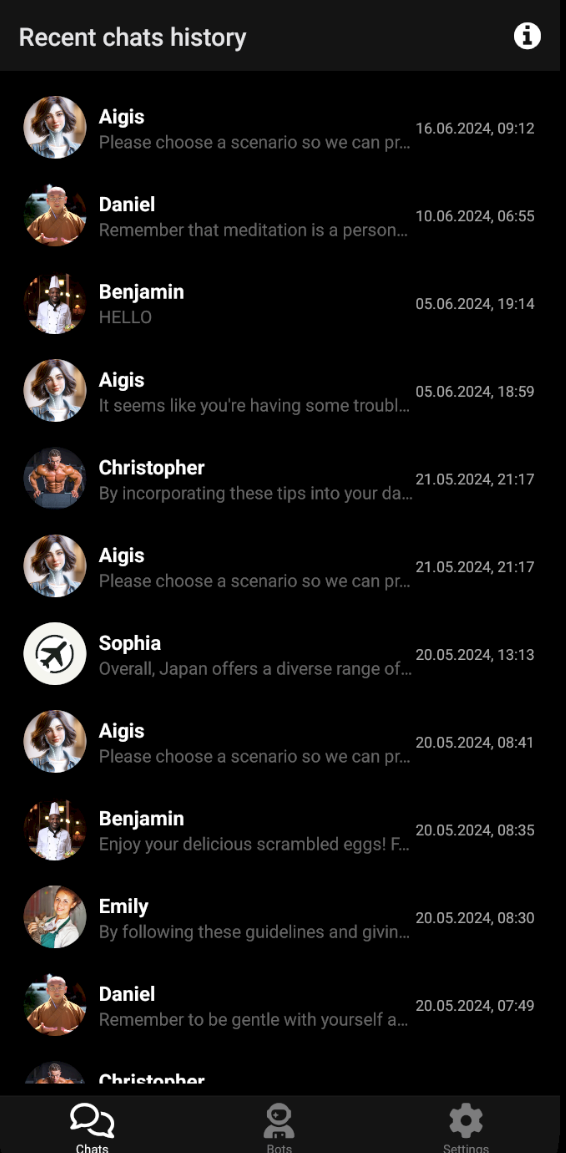 Recent chats history
Aigis
Please choose a scenario so we can pr...
16.06.2024, 09:12
Daniel
Remember that meditation is a person...
10.06.2024, 06:55
Benjamin
HELLO
05.06.2024, 19:14
Aigis
It seems like you're having some troubl...
05.06.2024, 18:59
Christopher
By incorporating these tips into your da...
21.05.2024, 21:17
Aigis
Please choose a scenario so we can pr...
21.05.2024, 21:17
Sophia
Overall, Japan offers a diverse range of...
20.05.2024, 13:13
Aigis
Please choose a scenario so we can pr...
20.05.2024, 08:41
Benjamin
Enjoy your delicious scrambled eggs! F...
20.05.2024, 08:35
Emily
By following these guidelines and givin...
20.05.2024, 08:30
Daniel
Remember to be gentle with yourself a...
20.05.2024, 07:49
Christopher
Chats
Bots
Settings